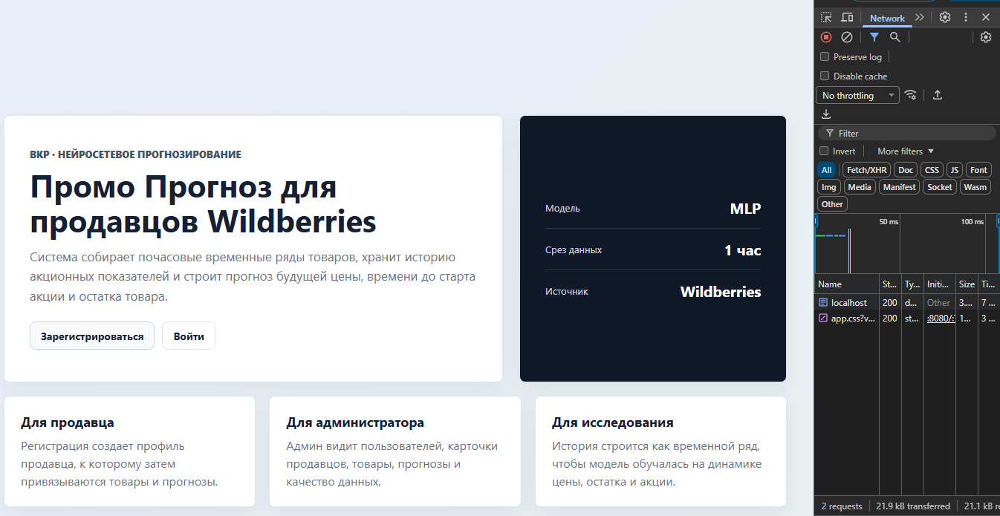 ВКР · НЕЙРОСЕТЕВОЕ ПРОГНОЗИРОВАНИЕ
Промо Прогноз для
продавцов Wildberries
Система собирает почасовые временные ряды товаров, хранит историю
акционных показателей и строит прогноз будущей цены, времени до старта
акции и остатка товара.
Зарегистрироваться
Войти
Модель
MLP
Срез данных
1 час
Источник
Wildberries
Для продавца
Регистрация создает профиль
продавца, к которому затем
привязываются товары и прогнозы.
Для администратора
Админ видит пользователей, карточки
продавцов, товары, прогнозы и
качество данных.
Для исследования
История строится как временной ряд,
чтобы модель обучалась на динамике
цены, остатка и акции.
Network
Preserve log
Disable cache
No throttling
Filter
Invert
More filters
All
Fetch/XHR
Doc
CSS
JS
Font
Img
Media
Manifest
Socket
Wasm
Other
50 ms
100 ms
Name St... Ty... Initi... Size Ti...
localhost 200 d... Other 3.... 7 ...
app.css?v... 200 st... :8080/: 1... 3 ...
2 requests
21.9 kB transferred
21.1 kB re